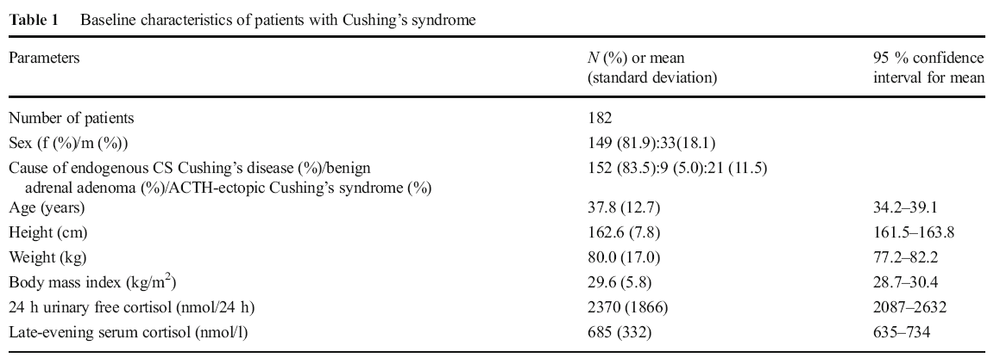 Table 1 Baseline characteristics of patients with Cushing's syndrome
Parameters N (%) or mean (standard deviation) 95 % confidence interval for mean
Number of patients 182
Sex (f (%)/m (%)) 149 (81.9):33(18.1)
Cause of endogenous CS Cushing's disease (%)/benign 152 (83.5):9 (5.0):21 (11.5)
adrenal adenoma (%)/ACTH-ectopic Cushing's syndrome (%)
Age (years) 37.8 (12.7) 34.2–39.1
Height (cm) 162.6 (7.8) 161.5–163.8
Weight (kg) 80.0 (17.0) 77.2–82.2
Body mass index (kg/m²) 29.6 (5.8) 28.7–30.4
24 h urinary free cortisol (nmol/24 h) 2370 (1866) 2087–2632
Late-evening serum cortisol (nmol/l) 685 (332) 635–734